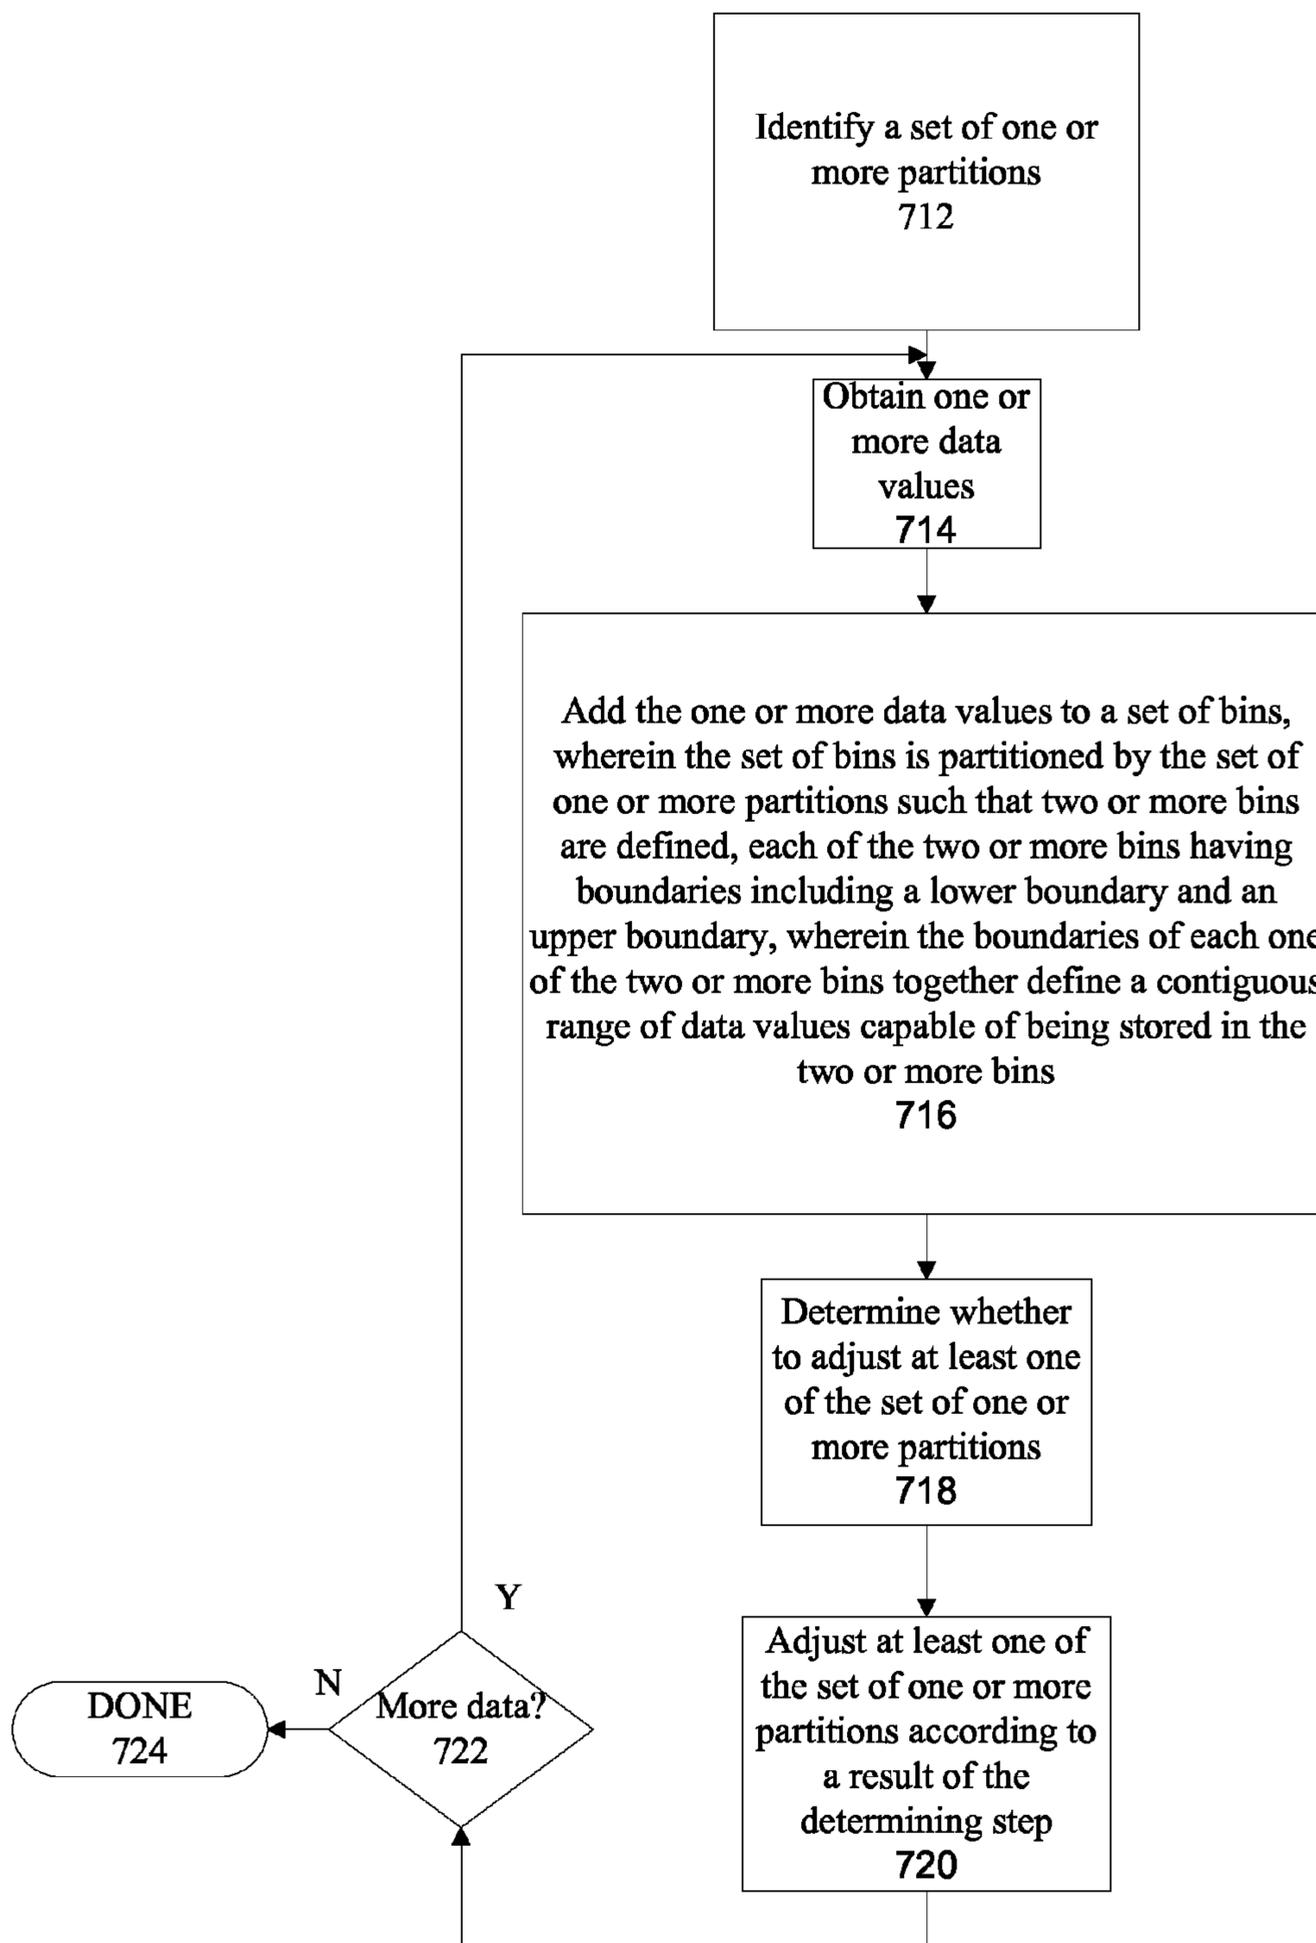 Identify a set of one or
more partitions
712
Obtain one or
more data
values
714
Add the one or more data values to a set of bins,
wherein the set of bins is partitioned by the set of
one or more partitions such that two or more bins
are defined, each of the two or more bins having
boundaries including a lower boundary and an
upper boundary, wherein the boundaries of each one
of the two or more bins together define a contiguous
range of data values capable of being stored in the
two or more bins
716
Determine whether
to adjust at least one
of the set of one or
more partitions
718
Y
N
More data?
722
DONE
724
Adjust at least one of
the set of one or more
partitions according to
a result of the
determining step
720